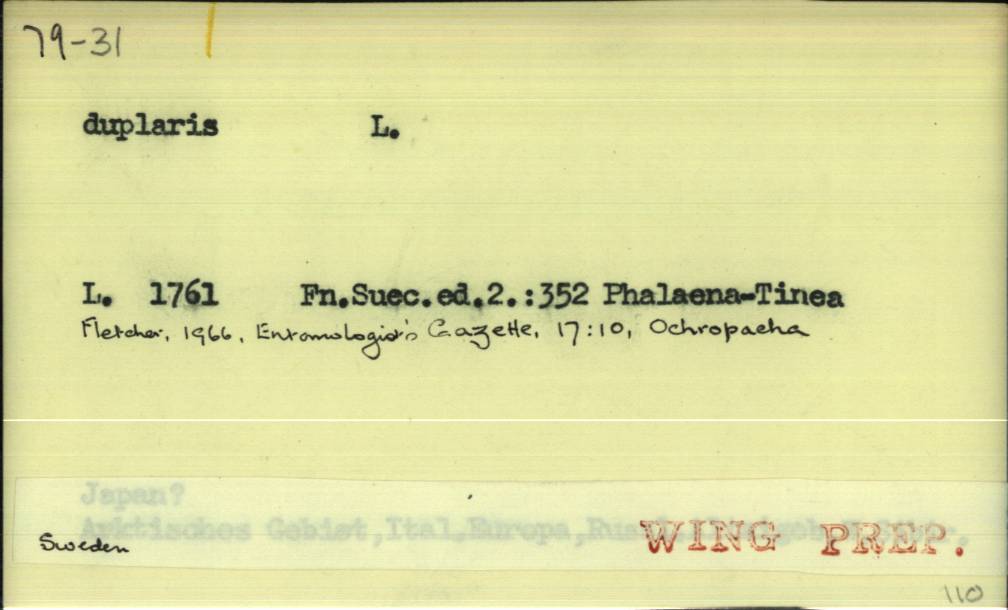 79-31
duplaris L.
L. 1761 Fn.Suec.ed.2.:352 Phalaena-Tinea
Fletcher, 1966, Entomologist's Gazette, 17:10, Ochropacha
Japan?
Arktisches Gebiet,Ital,Europa,
Sweden
WING PREP.
110